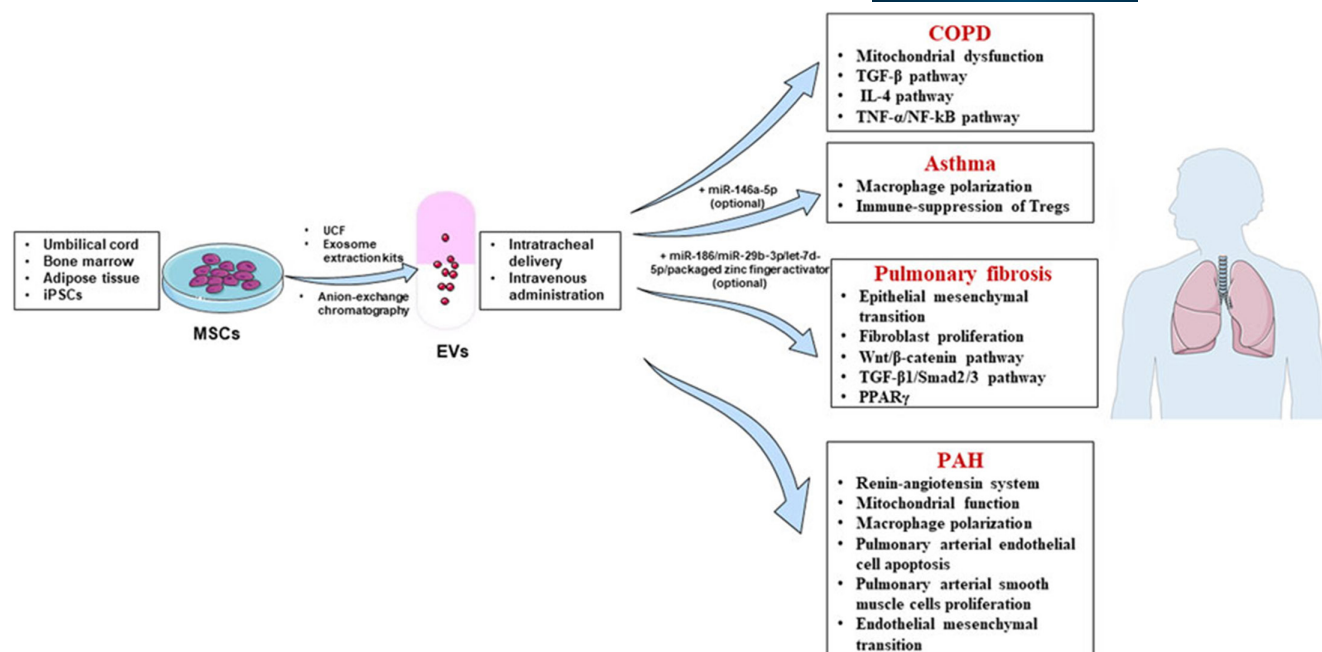 • Umbilical cord
• Bone marrow
• Adipose tissue
• iPSCs
MSCs
• UCF
• Exosome
extraction kits
• Anion-exchange
chromatography
EVs
• Intratracheal
delivery
• Intravenous
administration
+ miR-146a-5p
(optional)
+ miR-186/miR-29b-3p/let-7d-
5p/packaged zinc finger activator
(optional)
COPD
• Mitochondrial dysfunction
• TGF-β pathway
• IL-4 pathway
• TNF-α/NF-kB pathway
Asthma
• Macrophage polarization
• Immune-suppression of Tregs
Pulmonary fibrosis
• Epithelial mesenchymal
transition
• Fibroblast proliferation
• Wnt/β-catenin pathway
• TGF-β1/Smad2/3 pathway
• PPARγ
PAH
• Renin-angiotensin system
• Mitochondrial function
• Macrophage polarization
• Pulmonary arterial endothelial
cell apoptosis
• Pulmonary arterial smooth
muscle cells proliferation
• Endothelial mesenchymal
transition